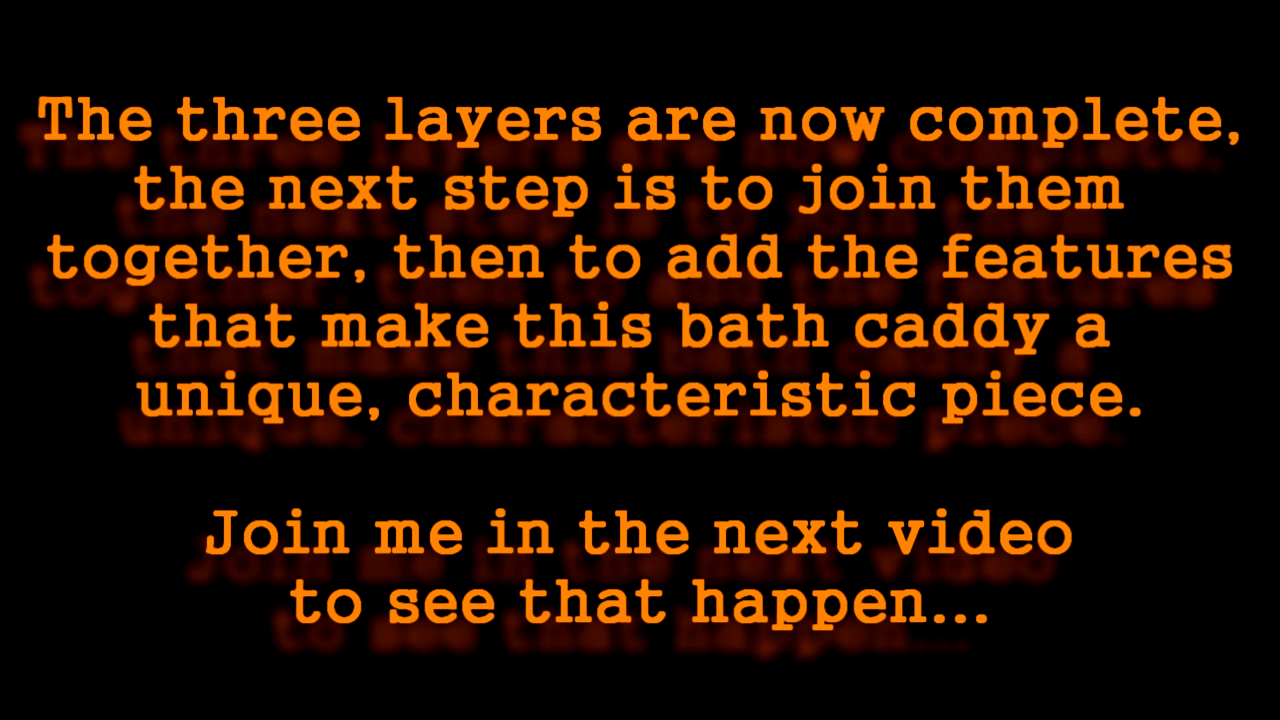 The three layers are now complete,
the next step is to join them
together, then to add the features
that make this bath caddy a
unique, characteristic piece.
Join me in the next video
to see that happen...